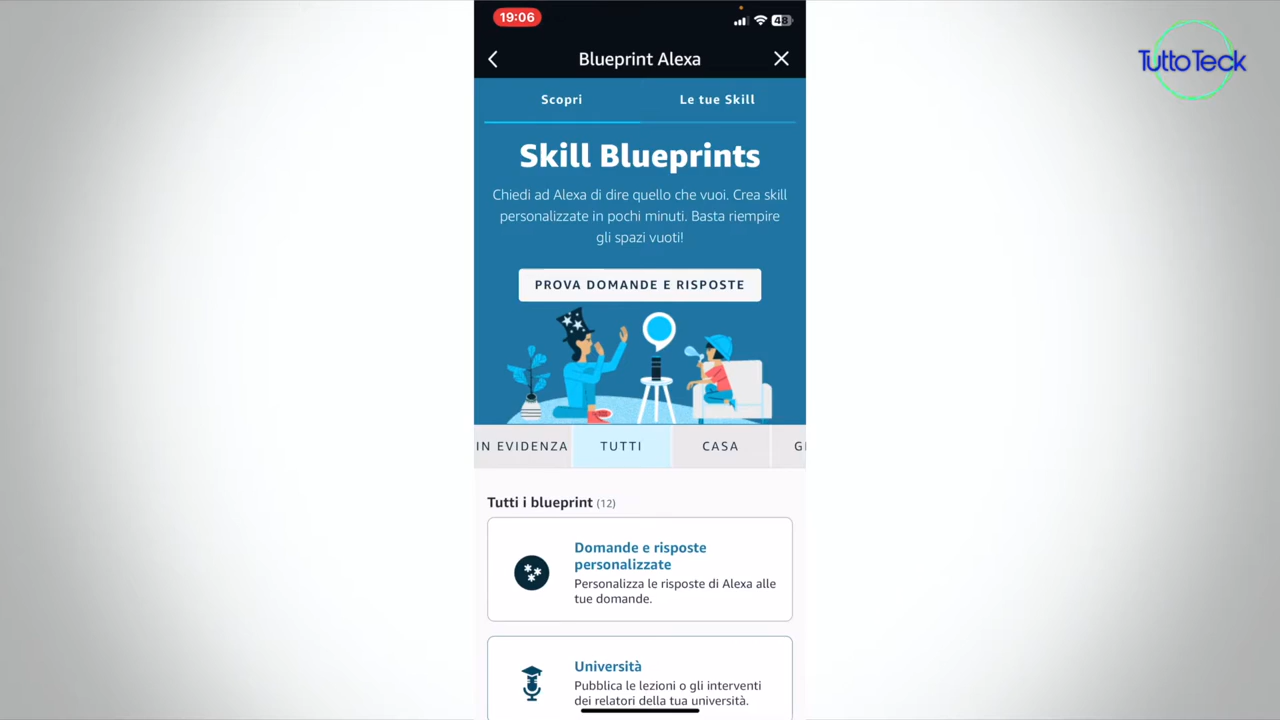 19:06
48
TuttoTeck
Blueprint Alexa
Scopri
Le tue Skill
Skill Blueprints
Chiedi ad Alexa di dire quello che vuoi. Crea skill
personalizzate in pochi minuti. Basta riempire
gli spazi vuoti!
PROVA DOMANDE E RISPOSTE
IN EVIDENZA
TUTTI
CASA
Tutti i blueprint (12)
Domande e risposte
personalizzate
Personalizza le risposte di Alexa alle
tue domande.
Università
Pubblica le lezioni o gli interventi
dei relatori della tua università.